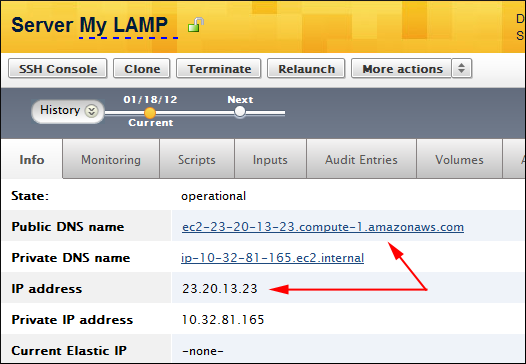 Server My LAMP
D
S
SSH Console Clone Terminate Relaunch More actions
History 01/18/12 Next
Current
Info Monitoring Scripts Inputs Audit Entries Volumes A
State: operational
Public DNS name ec2-23-20-13-23.compute-1.amazonaws.com
Private DNS name ip-10-32-81-165.ec2.internal
IP address 23.20.13.23
Private IP address 10.32.81.165
Current Elastic IP -none-